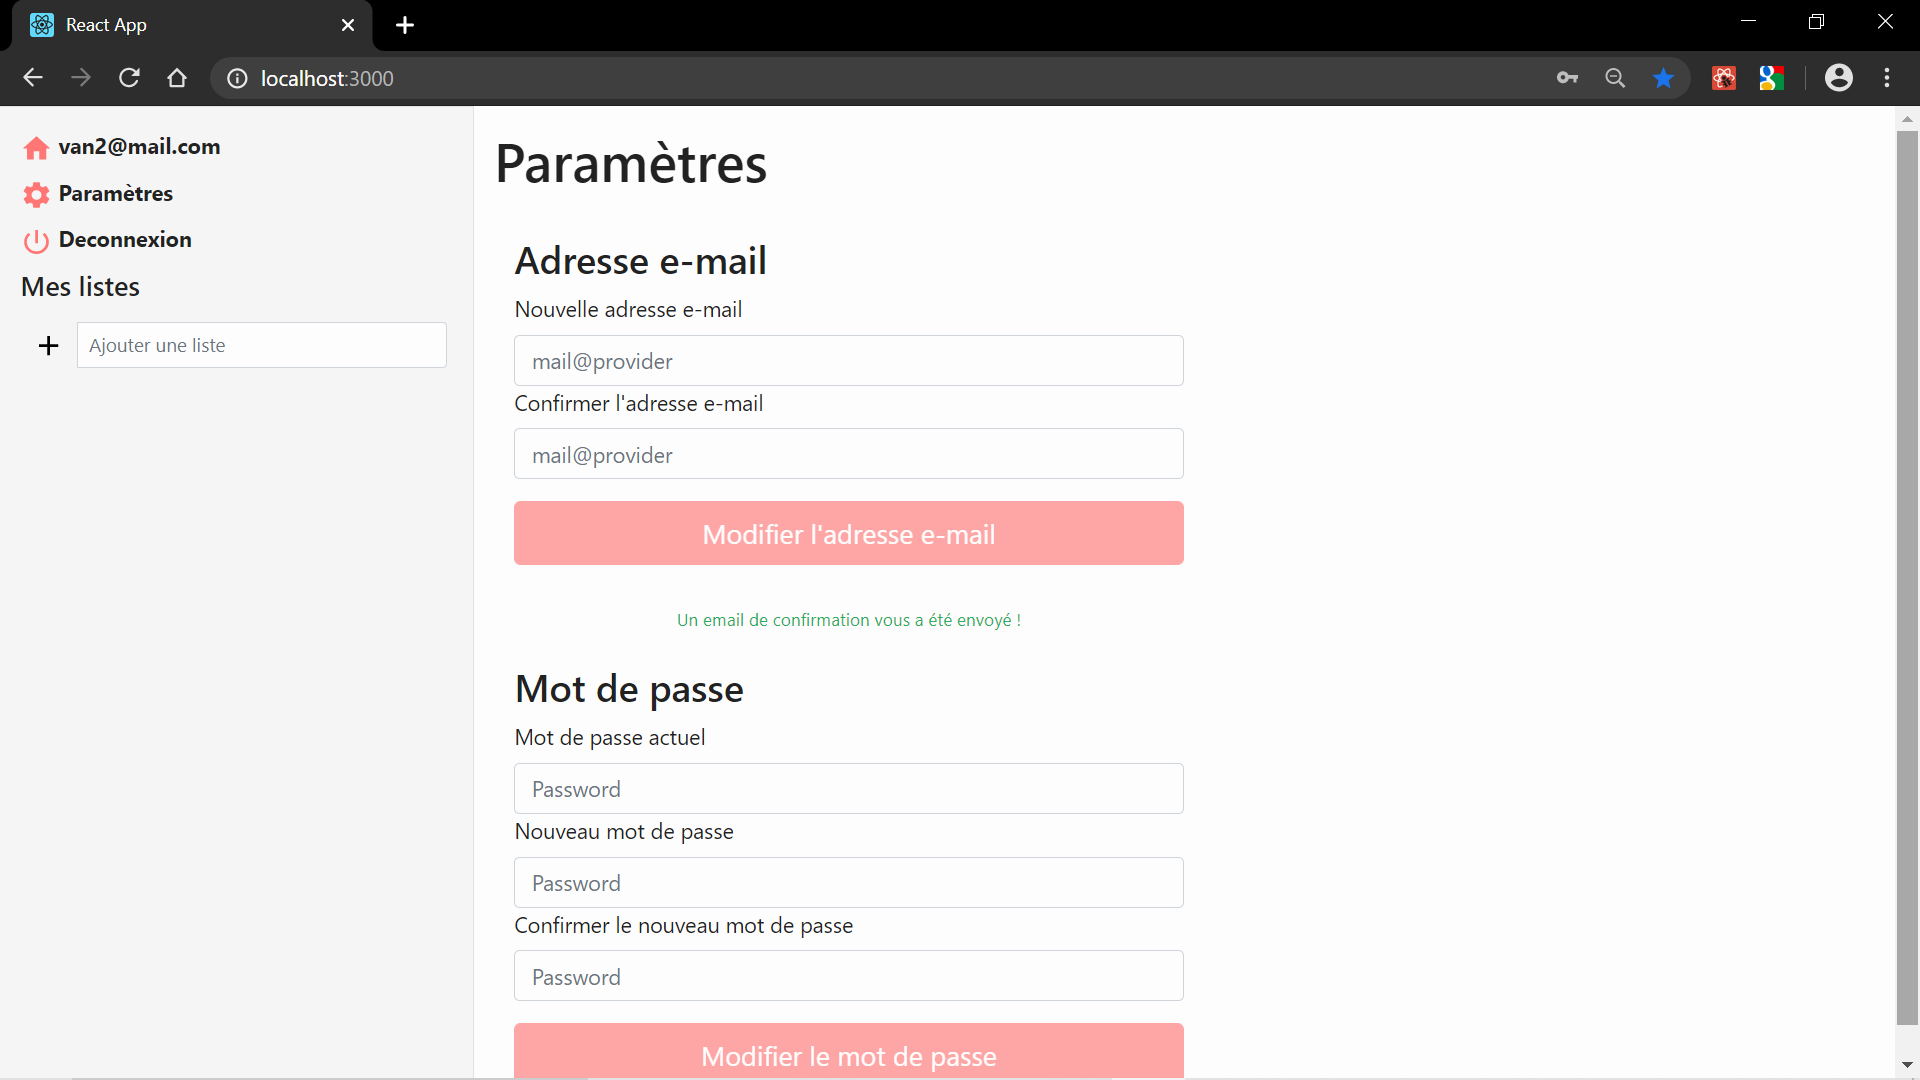 React App
localhost:3000
van2@mail.com
Paramètres
Deconnexion
Mes listes
Ajouter une liste
Paramètres
Adresse e-mail
Nouvelle adresse e-mail
mail@provider
Confirmer l'adresse e-mail
mail@provider
Modifier l'adresse e-mail
Un email de confirmation vous a été envoyé !
Mot de passe
Mot de passe actuel
Password
Nouveau mot de passe
Password
Confirmer le nouveau mot de passe
Password
Modifier le mot de passe